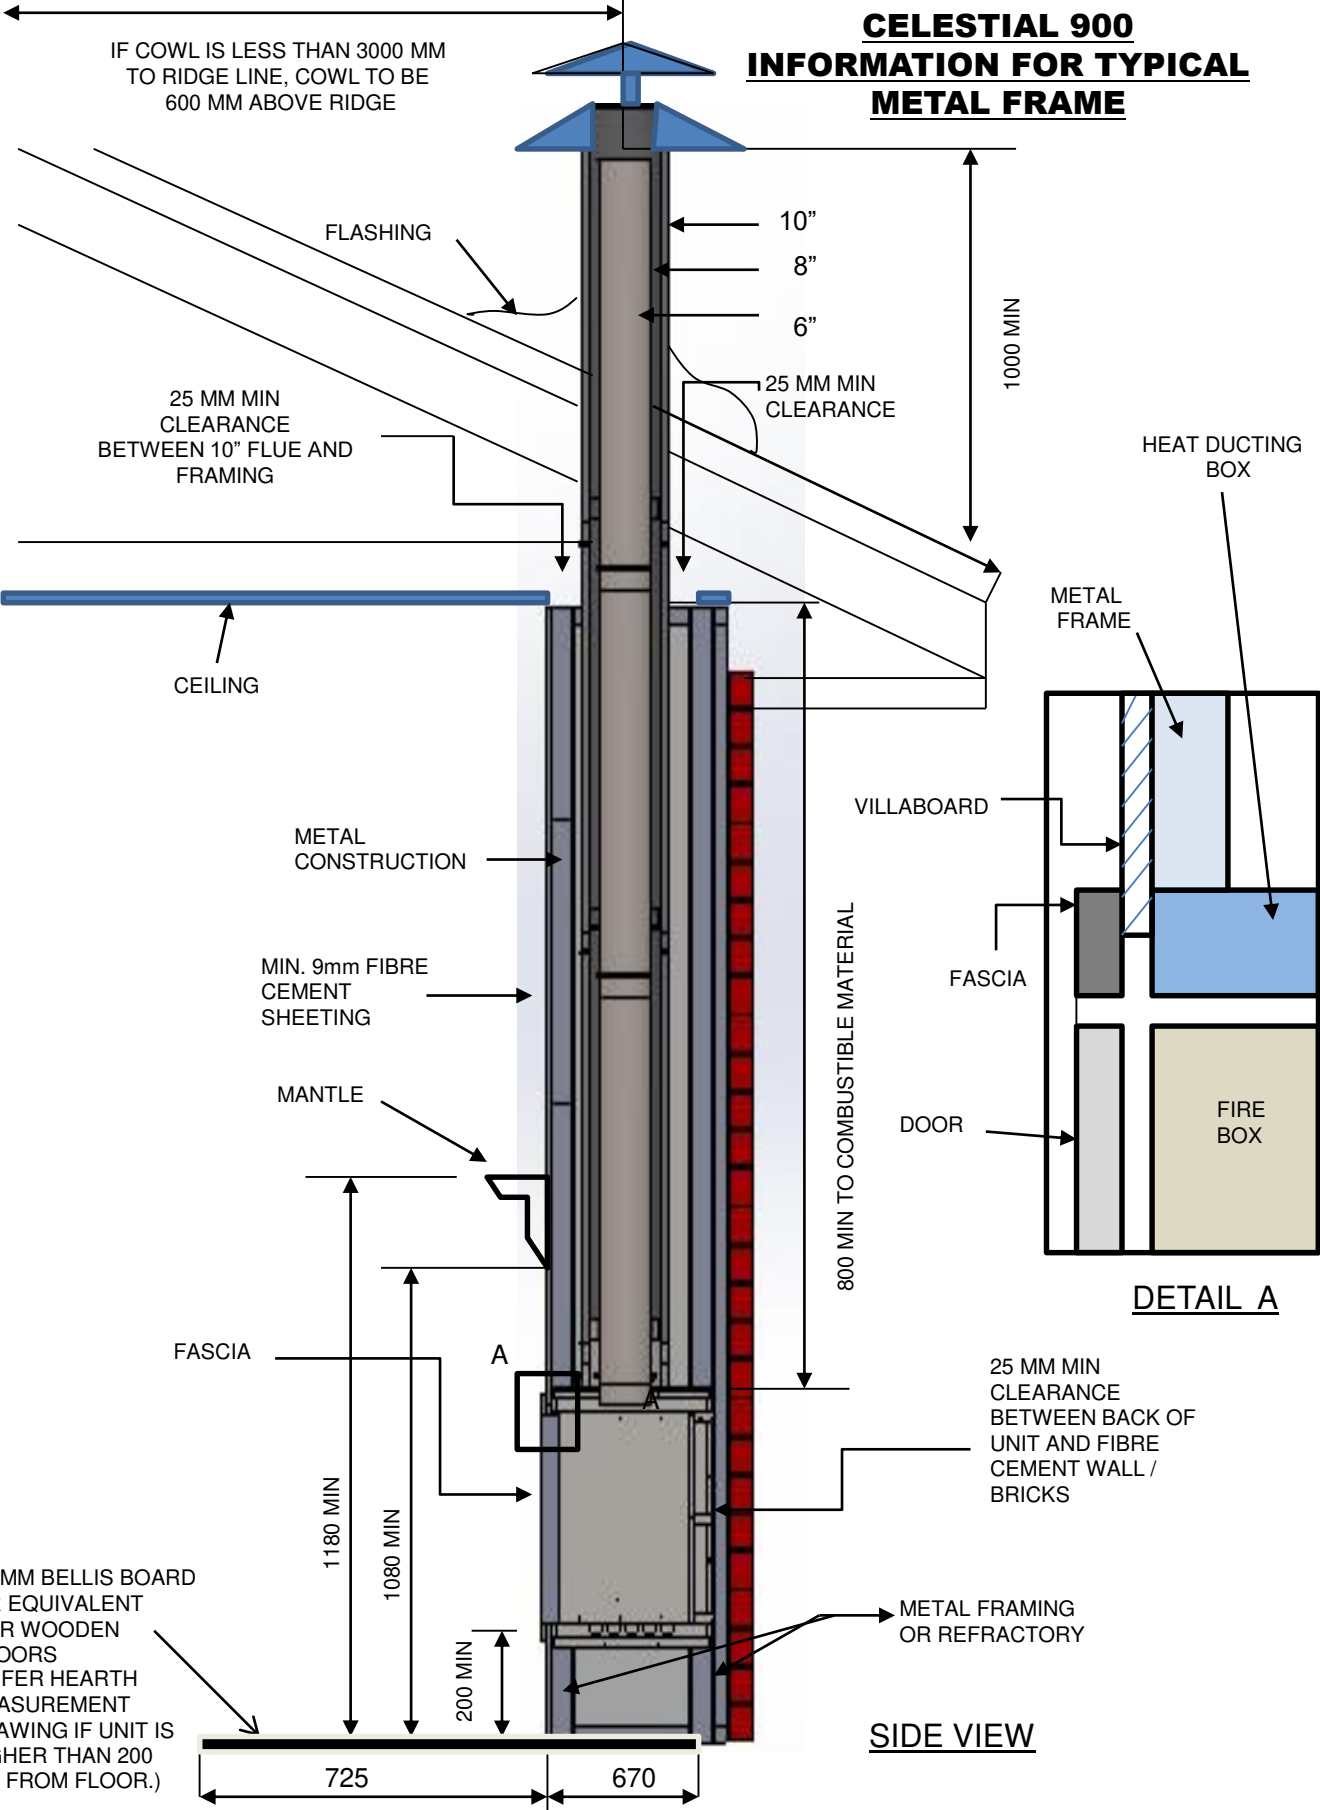 CELESTIAL 900
INFORMATION FOR TYPICAL
METAL FRAME
IF COWL IS LESS THAN 3000 MM
TO RIDGE LINE, COWL TO BE
600 MM ABOVE RIDGE
FLASHING
10”
8”
6”
1000 MIN
25 MM MIN
CLEARANCE
BETWEEN 10” FLUE AND
FRAMING
25 MM MIN
CLEARANCE
HEAT DUCTING
BOX
METAL
FRAME
CEILING
VILLABOARD
METAL
CONSTRUCTION
800 MIN TO COMBUSTIBLE MATERIAL
MIN. 9mm FIBRE
CEMENT
SHEETING
FASCIA
MANTLE
DOOR
FIRE
BOX
DETAIL A
FASCIA
A
A
25 MM MIN
CLEARANCE
BETWEEN BACK OF
UNIT AND FIBRE
CEMENT WALL /
BRICKS
1180 MIN
1080 MIN
200 MIN
MM BELLIS BOARD
EQUIVALENT
R WOODEN
OORS
FER HEARTH
ASUREMENT
AWING IF UNIT IS
GHER THAN 200
FROM FLOOR.)
METAL FRAMING
OR REFRACTORY
SIDE VIEW
725
670